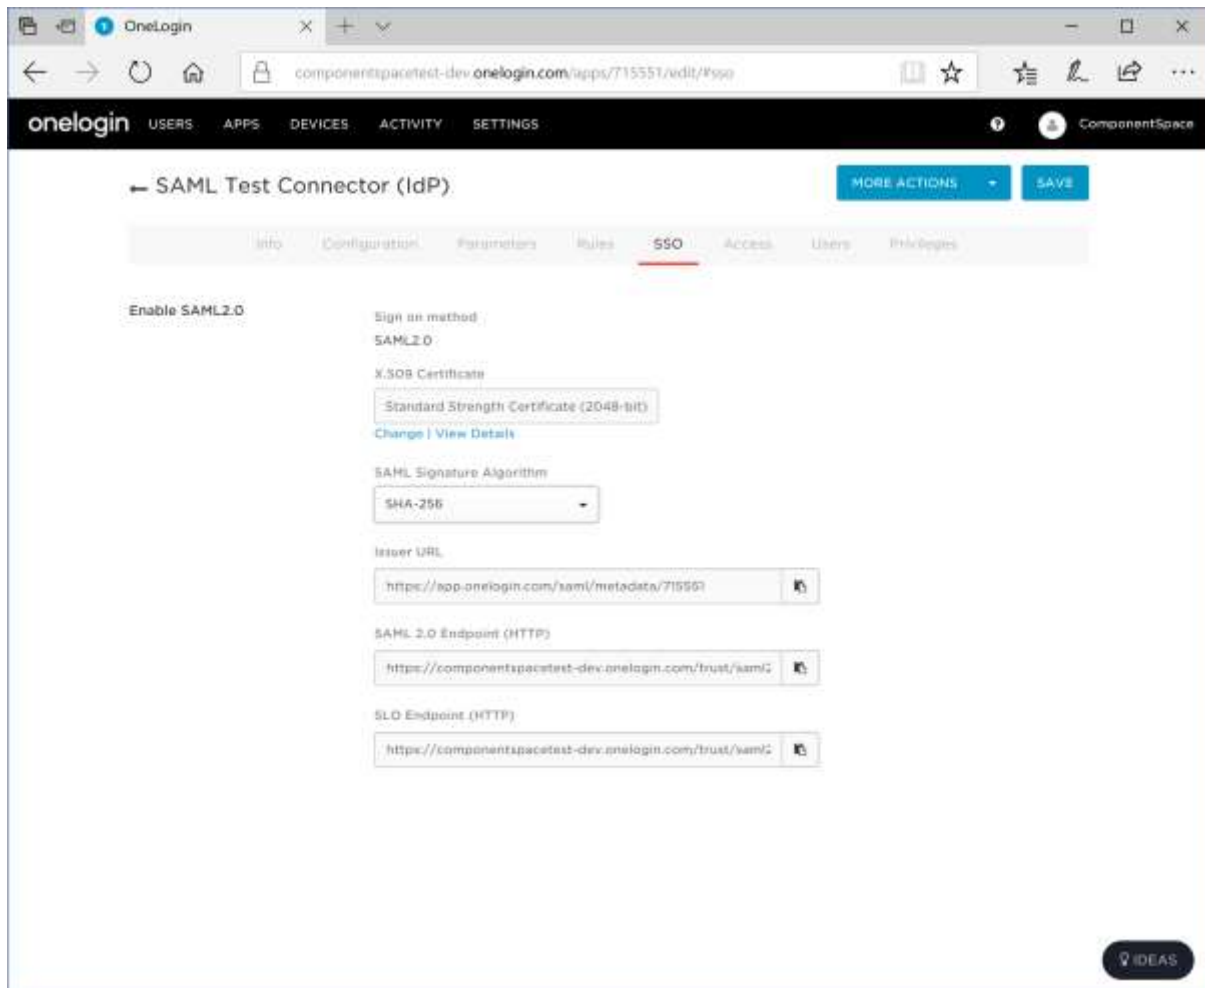 OneLogin
componentspacetest-dev.onelogin.com/apps/715551/edit/#sso
onelogin USERS APPS DEVICES ACTIVITY SETTINGS ComponentSpace
← SAML Test Connector (IdP) MORE ACTIONS SAVE
Info Configuration Parameters Rules SSO Access Users Privileges
Enable SAML2.0
Sign on method
SAML2.0
X.509 Certificate
Standard Strength Certificate (2048-bit)
Change | View Details
SAML Signature Algorithm
SHA-256
Issuer URL
https://app.onelogin.com/saml/metadata/715551
SAML 2.0 Endpoint (HTTP)
https://componentspacetest-dev.onelogin.com/trust/saml2
SLO Endpoint (HTTP)
https://componentspacetest-dev.onelogin.com/trust/saml2
IDEAS